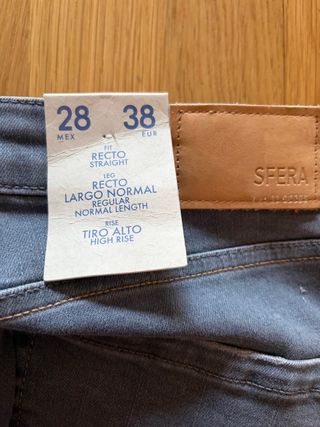 28 38
MEX EUR
FIT
RECTO
STRAIGHT
LEG
RECTO
LARGO NORMAL
REGULAR
NORMAL LENGTH
RISE
TIRO ALTO
HIGH RISE
SFERA